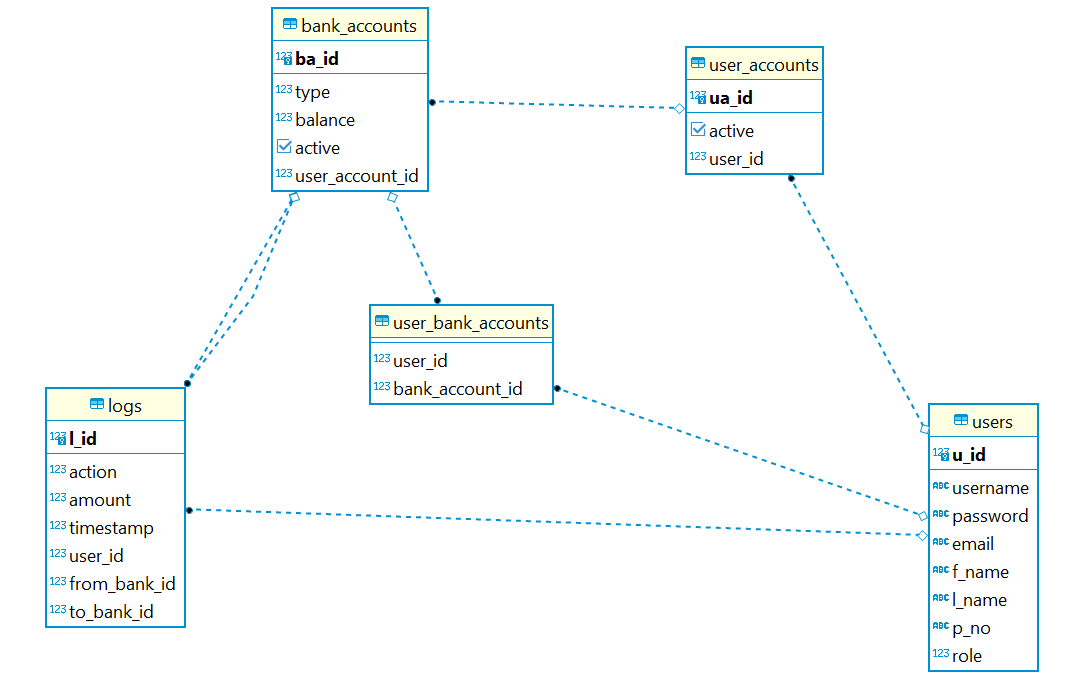 bank_accounts
123 ba_id
123 type
123 balance
active
123 user_account_id
user_accounts
123 ua_id
active
123 user_id
user_bank_accounts
123 user_id
123 bank_account_id
logs
123 l_id
123 action
123 amount
123 timestamp
123 user_id
123 from_bank_id
123 to_bank_id
users
123 u_id
ABC username
ABC password
ABC email
ABC f_name
ABC l_name
ABC p_no
123 role